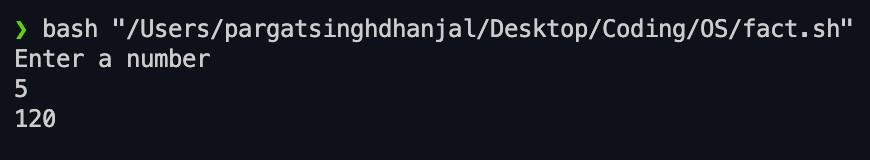 ❯ bash "/Users/pargatsinghdhanjal/Desktop/Coding/OS/fact.sh"
Enter a number
5
120